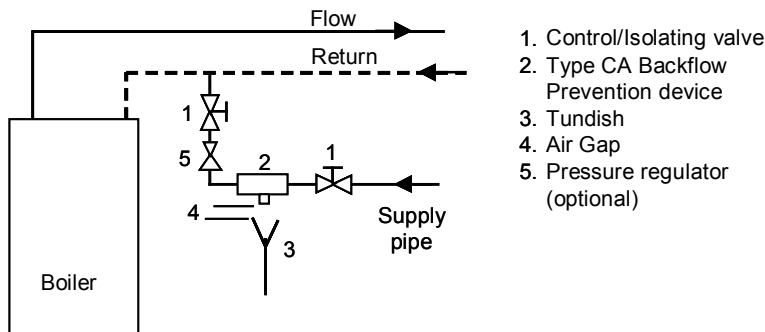 Flow
Return
1
5
2
1
4
3
Supply
pipe
Boiler
1. Control/Isolating valve
2. Type CA Backflow
Prevention device
3. Tundish
4. Air Gap
5. Pressure regulator
(optional)